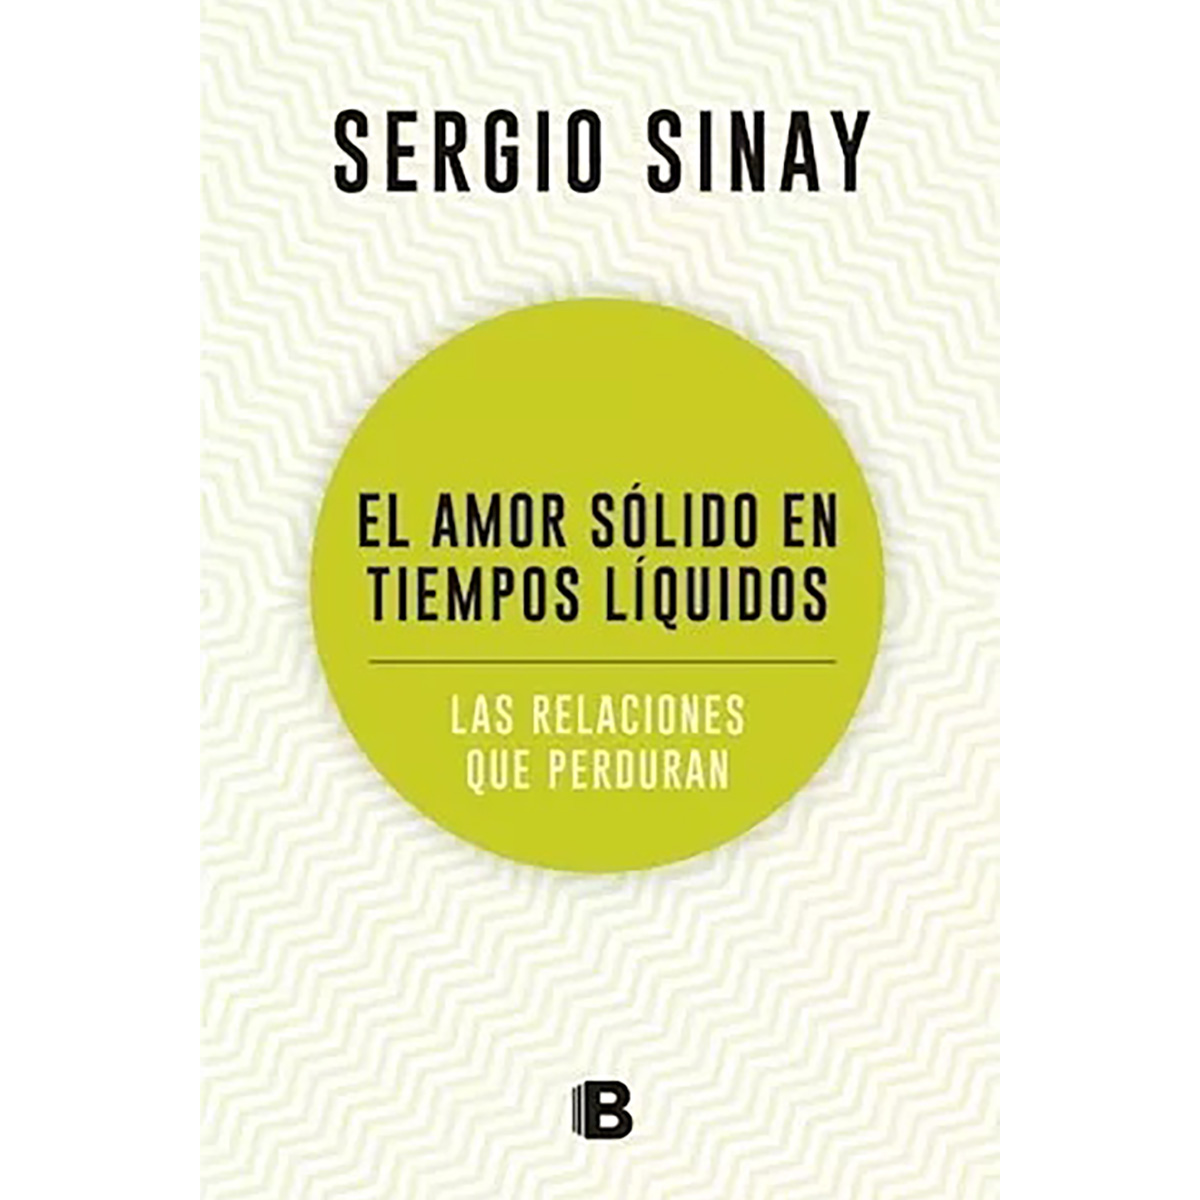 SERGIO SINAY
EL AMOR SÓLIDO EN
TIEMPOS LÍQUIDOS
LAS RELACIONES
QUE PERDURAN
B